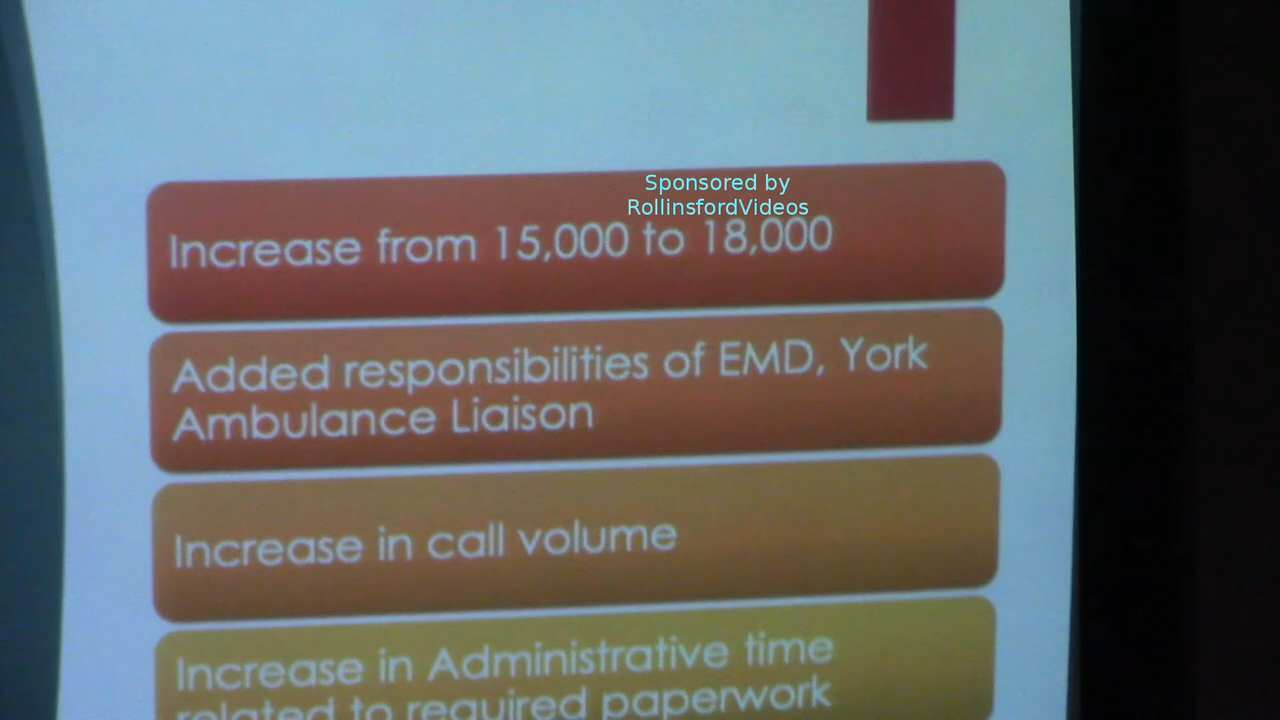 Sponsored by
RollinsfordVideos
Increase from 15,000 to 18,000
Added responsibilities of EMD, York
Ambulance Liaison
Increase in call volume
Increase in Administrative time
related to required paperwork